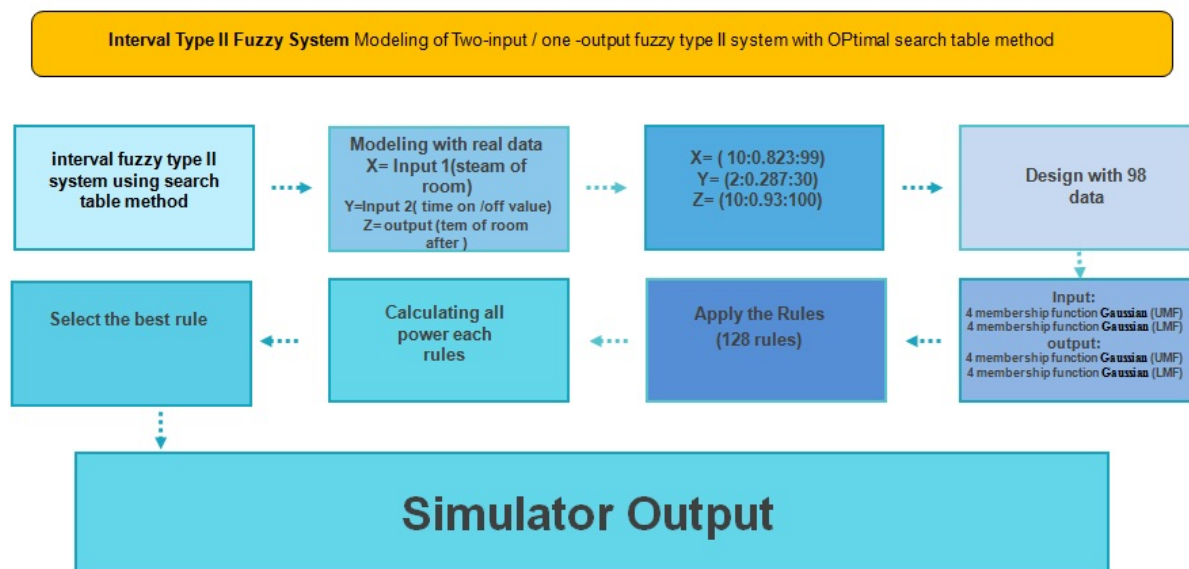 Interval Type II Fuzzy System Modeling of Two-input / one -output fuzzy type II system with OPtimal search table method
interval fuzzy type II
system using search
table method
Modeling with real data
X= Input 1(steam of
room)
Y=Input 2( time on /off value)
Z= output (tem of room
after )
X= ( 10:0.823:99)
Y= (2:0.287:30)
Z= (10:0.93:100)
Design with 98
data
Input:
4 membership function Gaussian (UMF)
4 membership function Gaussian (LMF)
output:
4 membership function Gaussian (UMF)
4 membership function Gaussian (LMF)
Apply the Rules
(128 rules)
Calculating all
power each
rules
Select the best rule
Simulator Output